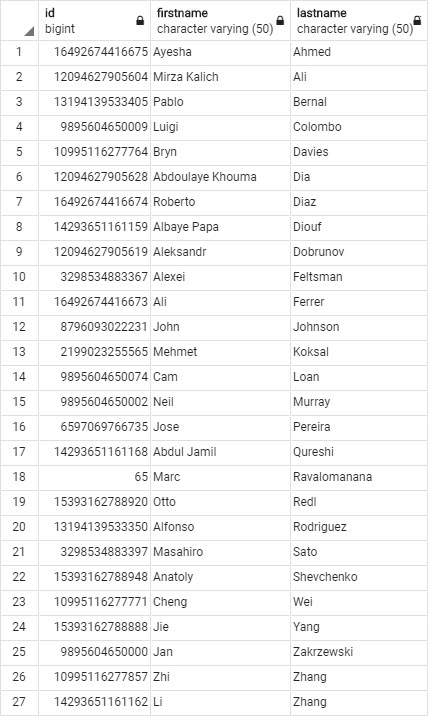 id firstname lastname
bigint character varying (50) character varying (50)
1 16492674416675 Ayesha Ahmed
2 12094627905604 Mirza Kalich Ali
3 13194139533405 Pablo Bernal
4 9895604650009 Luigi Colombo
5 10995116277764 Bryn Davies
6 12094627905628 Abdoulaye Khouma Dia
7 16492674416674 Roberto Diaz
8 14293651161159 Albaye Papa Diouf
9 12094627905619 Aleksandr Dobrunov
10 3298534883367 Alexei Feltsman
11 16492674416673 Ali Ferrer
12 8796093022231 John Johnson
13 2199023255565 Mehmet Koksal
14 9895604650074 Cam Loan
15 9895604650002 Neil Murray
16 6597069766735 Jose Pereira
17 14293651161168 Abdul Jamil Qureshi
18 65 Marc Ravalomanana
19 15393162788920 Otto Redl
20 13194139533350 Alfonso Rodriguez
21 3298534883397 Masahiro Sato
22 15393162788948 Anatoly Shevchenko
23 10995116277771 Cheng Wei
24 15393162788888 Jie Yang
25 9895604650000 Jan Zakrzewski
26 10995116277857 Zhi Zhang
27 14293651161162 Li Zhang